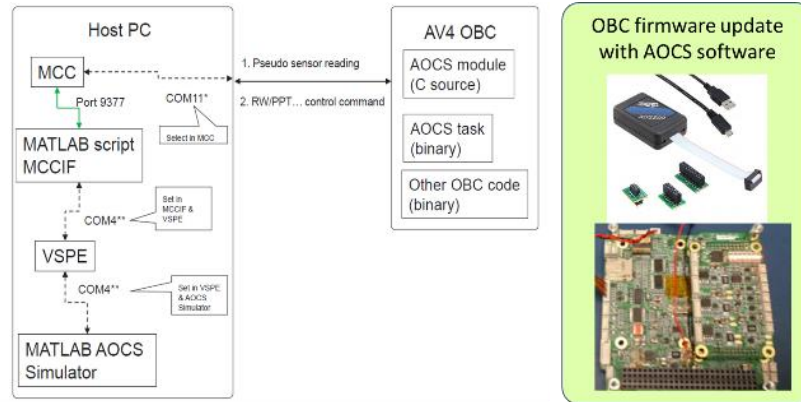 Host PC
MCC
Port 9377
COM11*
Select in MCC
MATLAB script
MCCIF
Set in
MCCIF &
VSPE
COM4**
VSPE
COM4**
Set in VSPE
& AOCS
Simulator
MATLAB AOCS
Simulator
1. Pseudo sensor reading
2. RW/PPT… control command
AV4 OBC
AOCS module
(C source)
AOCS task
(binary)
Other OBC code
(binary)
OBC firmware update
with AOCS software